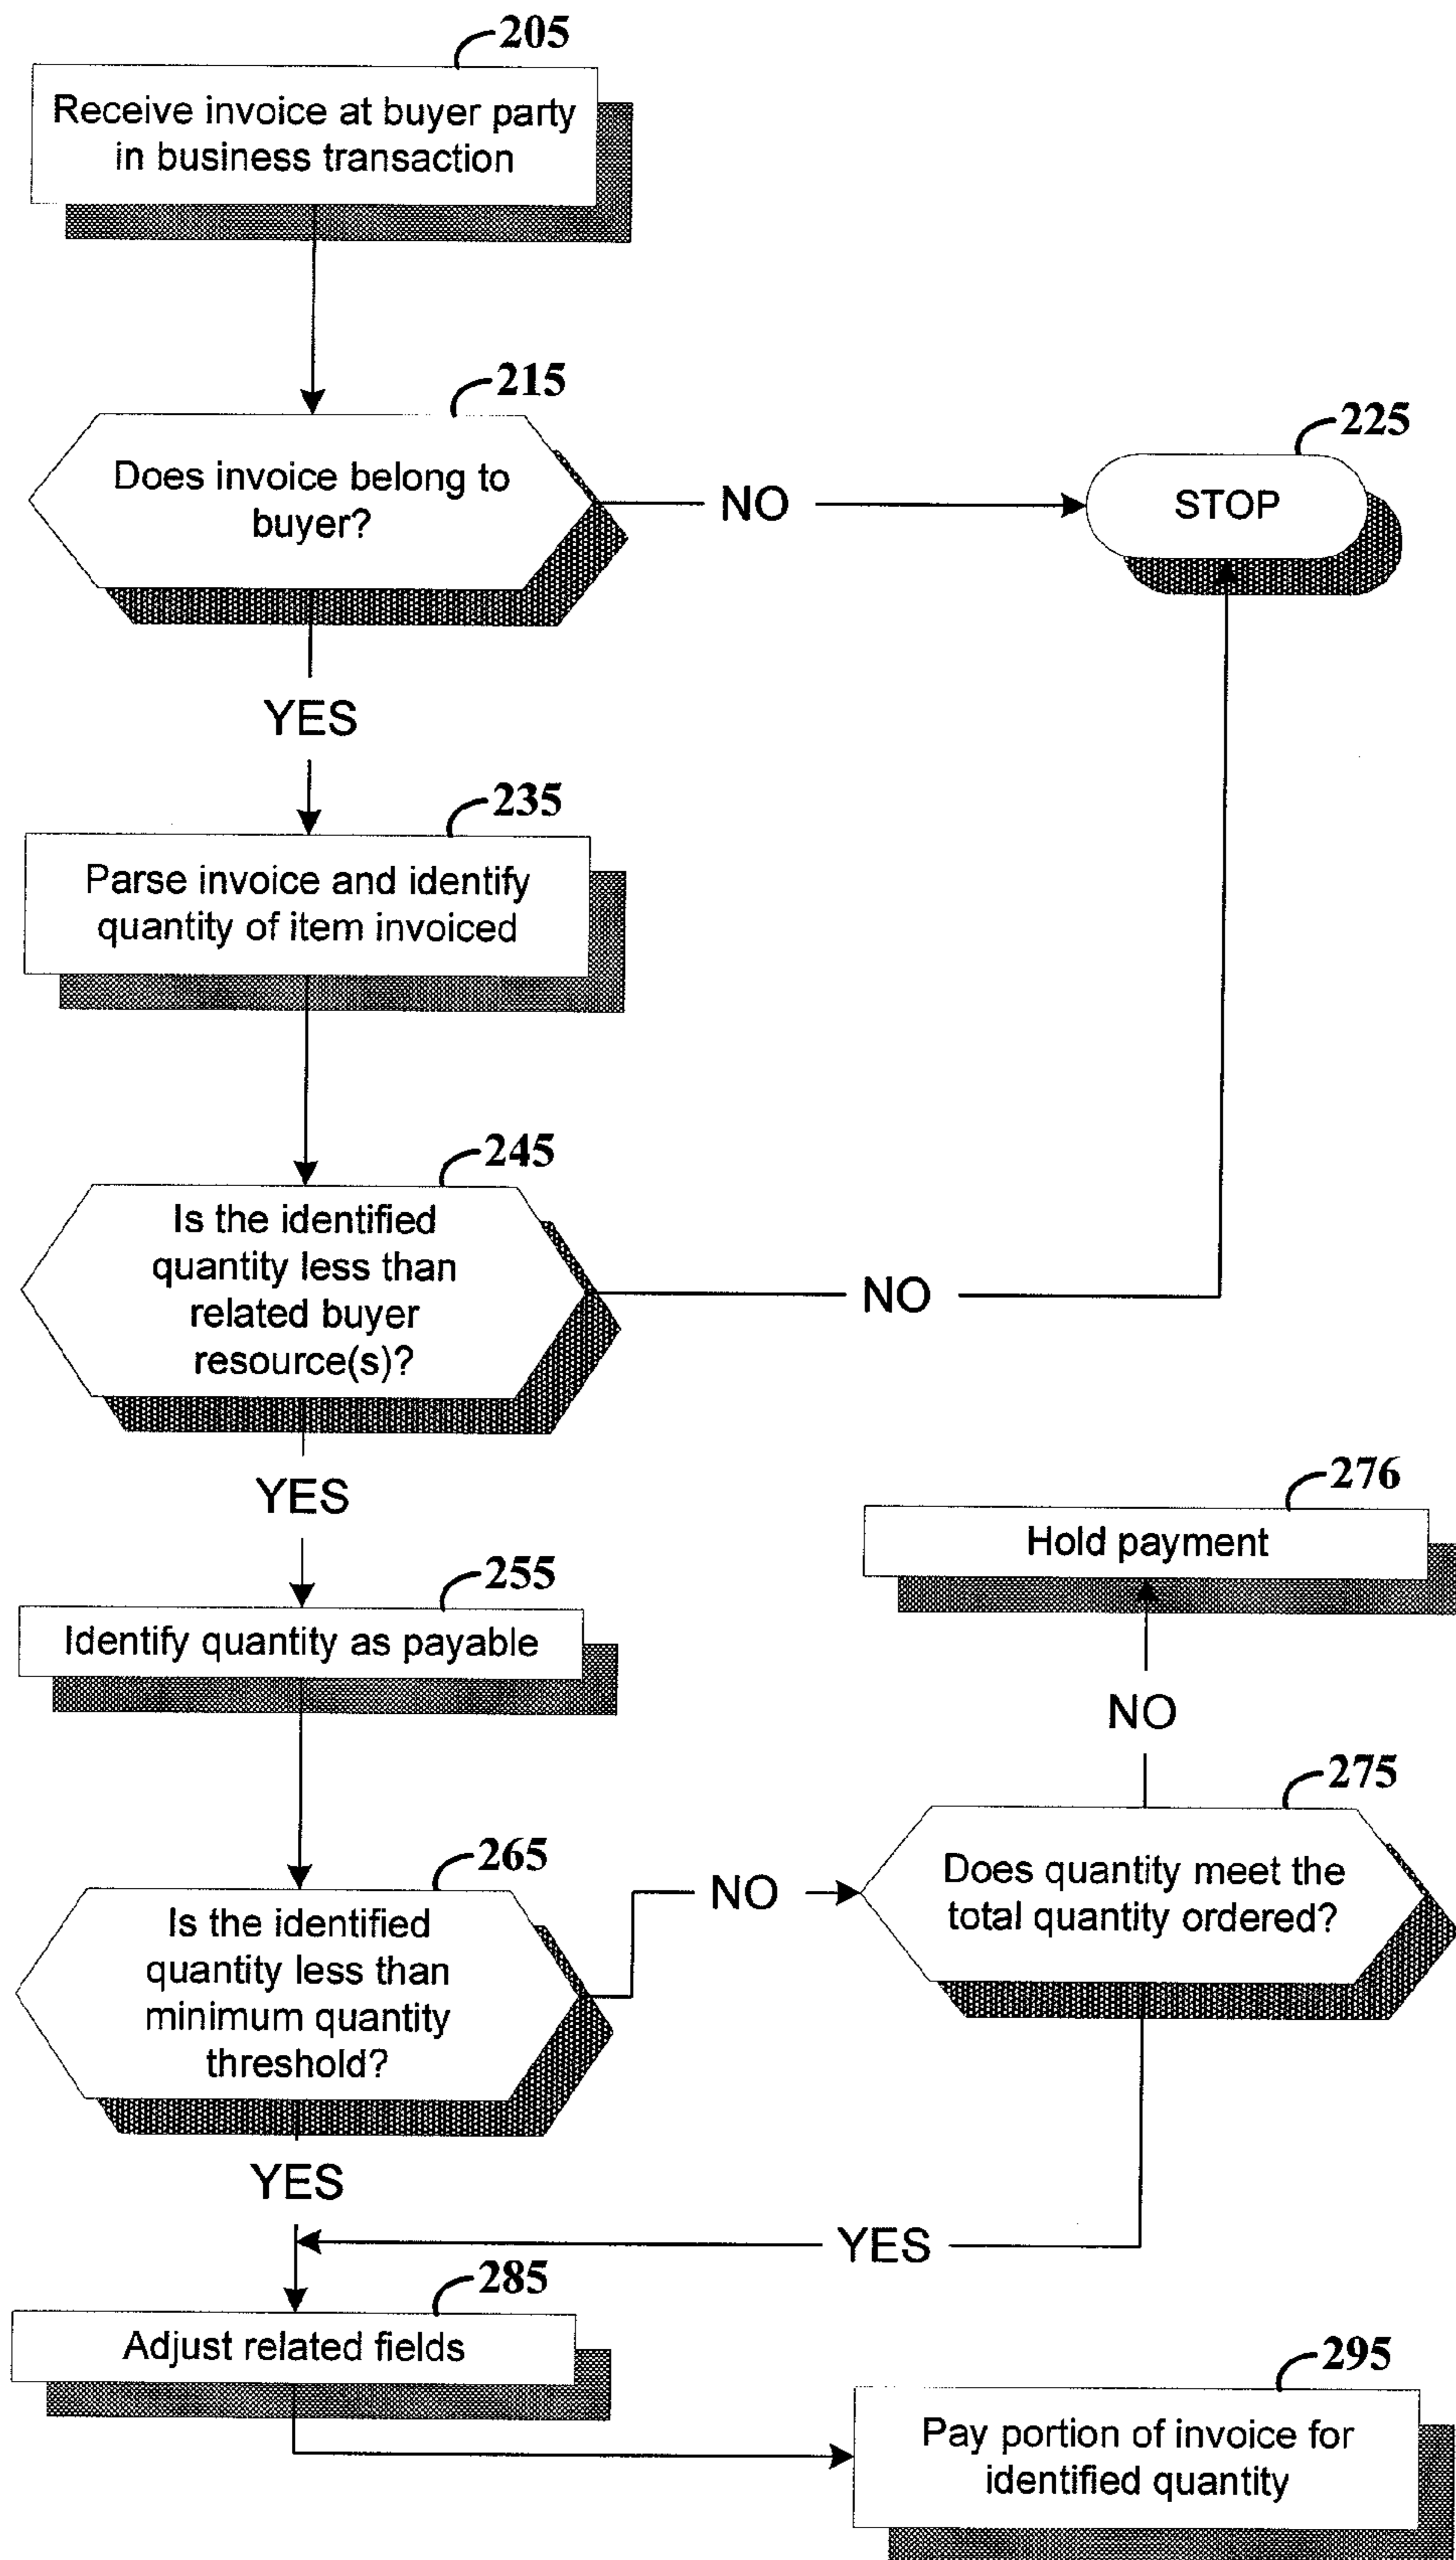 205
Receive invoice at buyer party
in business transaction
215
Does invoice belong to
buyer?
NO
225
STOP
YES
235
Parse invoice and identify
quantity of item invoiced
245
Is the identified
quantity less than
related buyer
resource(s)?
NO
YES
255
Identify quantity as payable
265
Is the identified
quantity less than
minimum quantity
threshold?
NO
275
Does quantity meet the
total quantity ordered?
NO
276
Hold payment
YES
YES
285
Adjust related fields
295
Pay portion of invoice for
identified quantity